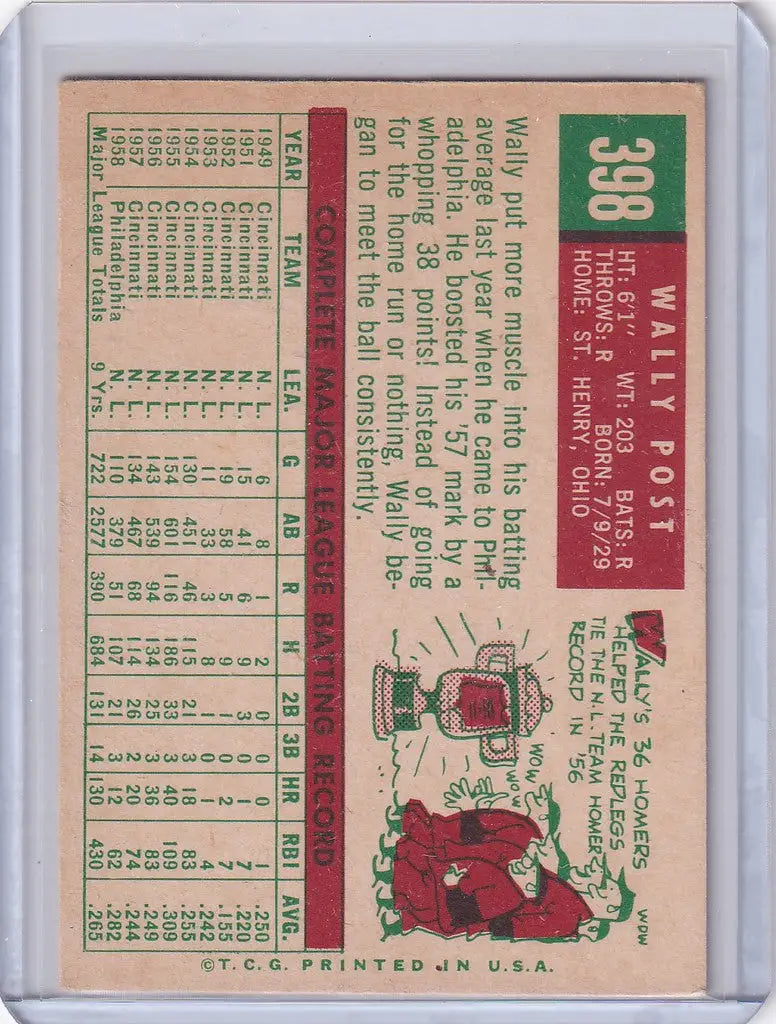 398
WALLY POST
HT: 6'1" WT: 203 BATS: R
THROWS: R BORN: 7/9/29
HOME: ST. HENRY, OHIO
Wally put more muscle into his batting
average last year when he came to Phil-
adelphia. He boosted his '57 mark by a
whopping 38 points! Instead of going
for the home run or nothing, Wally be-
gan to meet the ball consistently.
WALLY'S 36 HOMERS
HELPED THE REDLEGS
TIE THE N.L. TEAM HOMER
RECORD IN '56
WOW
WOW
WOW
COMPLETE MAJOR LEAGUE BATTING RECORD
YEAR TEAM LEA. G AB R H 2B 3B HR RBI AVG.
1949 Cincinnati N. L. 6 8 1 2 0 0 0 1 .250
1951 Cincinnati N. L. 15 41 6 9 3 0 1 7 .220
1952 Cincinnati N. L. 19 58 5 9 1 0 2 7 .155
1953 Cincinnati N. L. 11 33 3 8 1 0 1 4 .242
1954 Cincinnati N. L. 130 451 46 115 21 3 18 83 .255
1955 Cincinnati N. L. 154 601 116 186 33 3 40 109 .309
1956 Cincinnati N. L. 143 539 94 134 25 3 36 83 .249
1957 Cincinnati N. L. 134 467 68 114 26 2 20 74 .244
1958 Philadelphia N. L. 110 379 51 107 21 3 12 62 .282
Major League Totals 9 Yrs. 722 2577 390 684 131 14 130 430 .265
©T.C.G. PRINTED IN U.S.A.